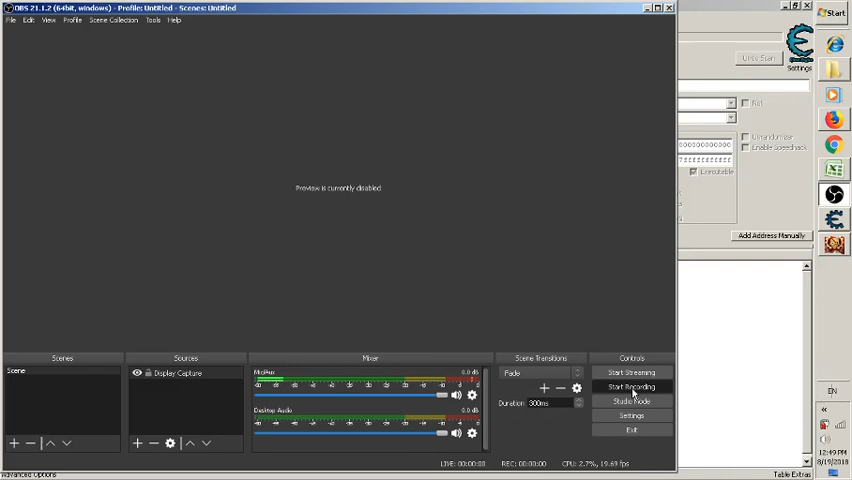 OBS 21.1.2 (64bit, windows) - Profile: Untitled - Scenes: Untitled
File Edit View Profile Scene Collection Tools Help
Start
Settings
Undo Scan
Not
Unrandomizer
Enable Speedhack
Executable
Add Address Manually
Preview is currently disabled
Scenes
Sources
Mixer
Scene Transitions
Controls
Scene
Display Capture
Mic/Aux
0.0 dB
Desktop Audio
0.0 dB
Fade
Duration 300ms
Start Streaming
Start Recording
Studio Mode
Settings
Exit
LIVE: 00:00:00
REC: 00:00:00
CPU: 2.7%, 19.69 fps
Advanced Options
Table Extras
EN
12:49 PM
8/19/2018